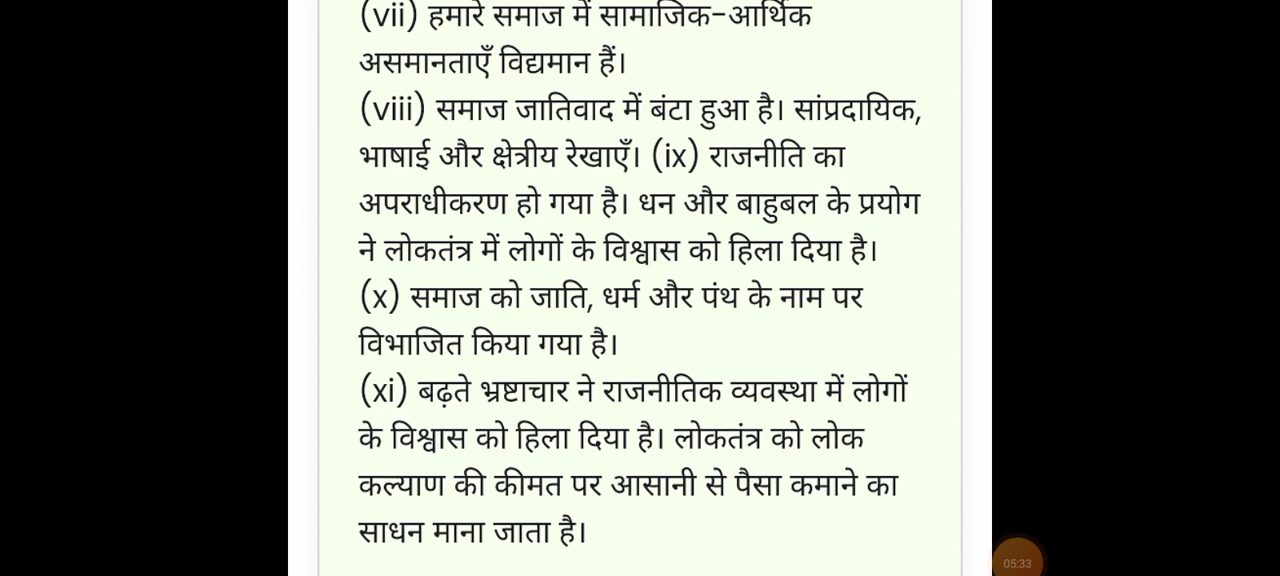 (vii) हमारे समाज में सामाजिक-आर्थिक
असमानताएँ विद्यमान हैं।
(viii) समाज जातिवाद में बंटा हुआ है। सांप्रदायिक,
भाषाई और क्षेत्रीय रेखाएँ। (ix) राजनीति का
अपराधीकरण हो गया है। धन और बाहुबल के प्रयोग
ने लोकतंत्र में लोगों के विश्वास को हिला दिया है।
(x) समाज को जाति, धर्म और पंथ के नाम पर
विभाजित किया गया है।
(xi) बढ़ते भ्रष्टाचार ने राजनीतिक व्यवस्था में लोगों
के विश्वास को हिला दिया है। लोकतंत्र को लोक
कल्याण की कीमत पर आसानी से पैसा कमाने का
साधन माना जाता है।
05:33